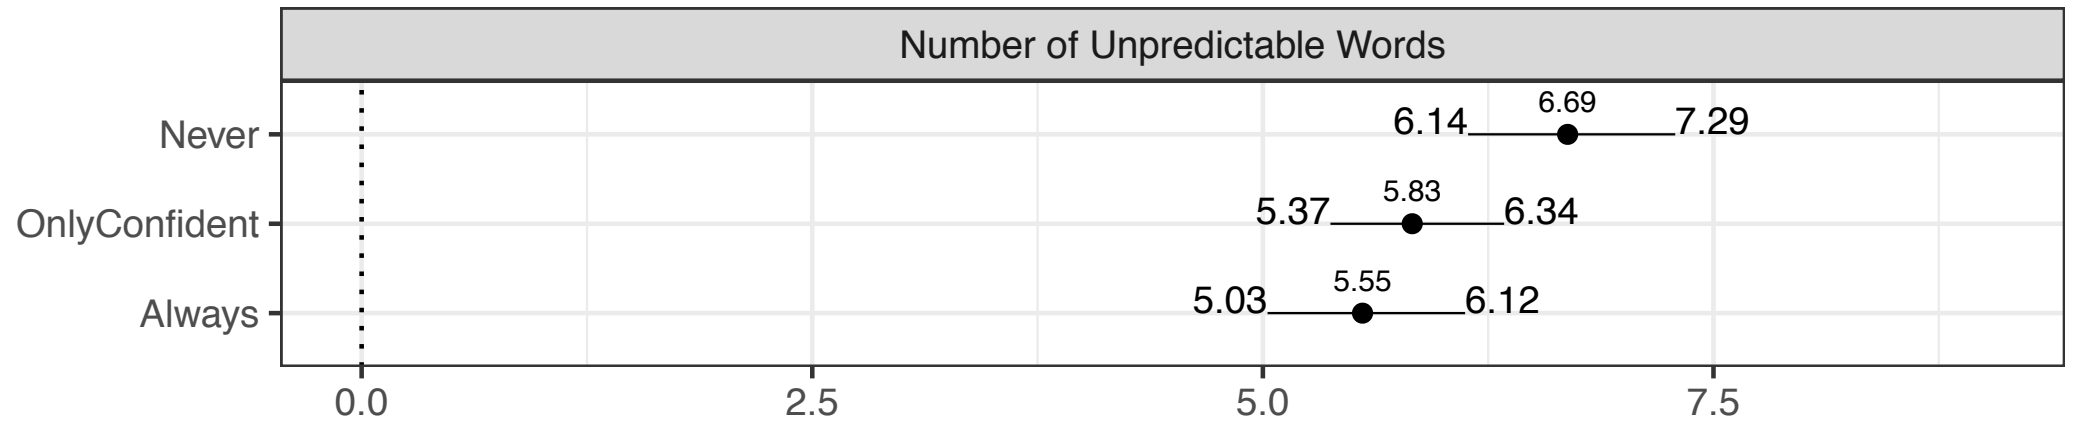 Number of Unpredictable Words
Never 6.14 6.69 7.29
OnlyConfident 5.37 5.83 6.34
Always 5.03 5.55 6.12
0.0 2.5 5.0 7.5